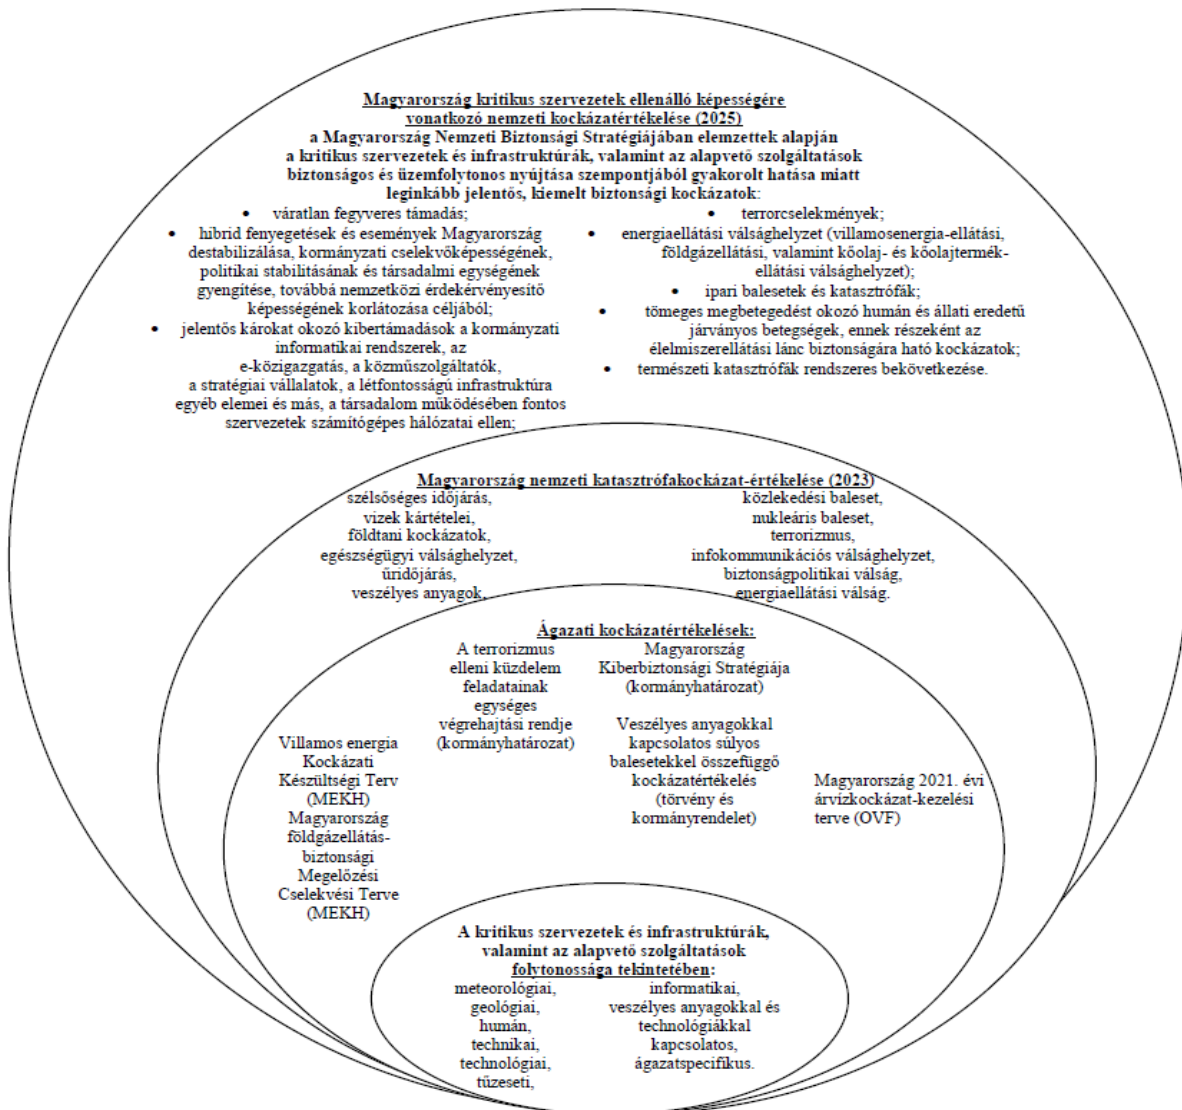 Magyarország kritikus szervezetek ellenálló képességére
vonatkozó nemzeti kockázatértékelése (2025)
a Magyarország Nemzeti Biztonsági Stratégiájában elemzettek alapján
a kritikus szervezetek és infrastruktúrák, valamint az alapvető szolgáltatások
biztonságos és üzemfolytonos nyújtása szempontjából gyakorolt hatása miatt
leginkább jelentős, kiemelt biztonsági kockázatok:
• váratlan fegyveres támadás;
• hibrid fenyegetések és események Magyarország
destabilizálása, kormányzati cselekvőképességének,
politikai stabilitásának és társadalmi egységének
gyengítése, továbbá nemzetközi érdekérvényesítő
képességének korlátozása céljából;
• jelentős károkat okozó kibertámadások a kormányzati
informatikai rendszerek, az
e-közigazgatás, a közműszolgáltatók,
a stratégiai vállalatok, a létfontosságú infrastruktúra
egyéb elemei és más, a társadalom működésében fontos
szervezetek számítógépes hálózatai ellen;
• terrorcselekmények;
• energiaellátási válsághelyzet (villamosenergia-ellátási,
földgázellátási, valamint kőolaj- és kőolajtermék-
ellátási válsághelyzet);
• ipari balesetek és katasztrófák;
• tömeges megbetegedést okozó humán és állati eredetű
járványos betegségek, ennek részeként az
élelmiszerellátási lánc biztonságára ható kockázatok;
• természeti katasztrófák rendszeres bekövetkezése.
Magyarország nemzeti katasztrófakockázat-értékelése (2023)
szélsőséges időjárás,
vizek kártételei,
földtani kockázatok,
egészségügyi válsághelyzet,
űridőjárás,
veszélyes anyagok,
közlekedési baleset,
nukleáris baleset,
terrorizmus,
infokommunikációs válsághelyzet,
biztonságpolitikai válság,
energiaellátási válság.
Ágazati kockázatértékelések:
A terrorizmus
elleni küzdelem
feladatainak
egységes
végrehajtási rendje
(kormányhatározat)
Magyarország
Kiberbiztonsági Stratégiája
(kormányhatározat)
Veszélyes anyagokkal
kapcsolatos súlyos
balesetekkel összefüggő
kockázatértékelés
(törvény és
kormányrendelet)
Villamos energia
Kockázati
Készültségi Terv
(MEKH)
Magyarország
földgázellátás-
biztonsági
Megelőzési
Cselekvési Terve
(MEKH)
Magyarország 2021. évi
árvízkockázat-kezelési
terve (OVF)
A kritikus szervezetek és infrastruktúrák,
valamint az alapvető szolgáltatások
folytonossága tekintetében:
meteorológiai,
geológiai,
humán,
technikai,
technológiai,
tűzeseti,
informatikai,
veszélyes anyagokkal és
technológiákkal
kapcsolatos,
ágazatspecifikus.